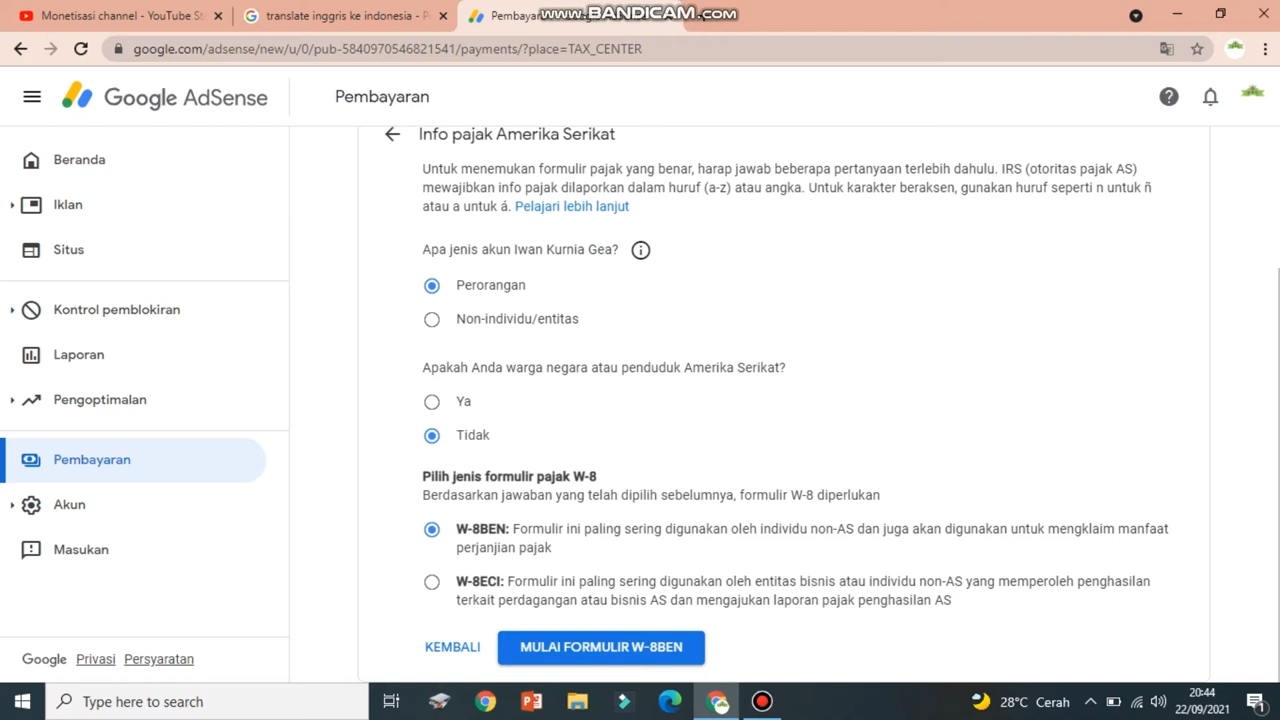 Monetisasi channel - YouTube St
translate inggris ke indonesia - P
Pembaya
www.BANDICAM.com
google.com/adsense/new/u/0/pub-5840970546821541/payments/?place=TAX_CENTER
Google AdSense
Pembayaran
Beranda
Iklan
Situs
Kontrol pemblokiran
Laporan
Pengoptimalan
Pembayaran
Akun
Masukan
Google Privasi Persyaratan
Info pajak Amerika Serikat
Untuk menemukan formulir pajak yang benar, harap jawab beberapa pertanyaan terlebih dahulu. IRS (otoritas pajak AS)
mewajibkan info pajak dilaporkan dalam huruf (a-z) atau angka. Untuk karakter beraksen, gunakan huruf seperti n untuk ñ
atau a untuk á. Pelajari lebih lanjut
Apa jenis akun Iwan Kurnia Gea?
Perorangan
Non-individu/entitas
Apakah Anda warga negara atau penduduk Amerika Serikat?
Ya
Tidak
Pilih jenis formulir pajak W-8
Berdasarkan jawaban yang telah dipilih sebelumnya, formulir W-8 diperlukan
W-8BEN: Formulir ini paling sering digunakan oleh individu non-AS dan juga akan digunakan untuk mengklaim manfaat
perjanjian pajak
W-8ECI: Formulir ini paling sering digunakan oleh entitas bisnis atau individu non-AS yang memperoleh penghasilan
terkait perdagangan atau bisnis AS dan mengajukan laporan pajak penghasilan AS
KEMBALI
MULAI FORMULIR W-8BEN
Type here to search
28°C Cerah
20:44
22/09/2021
1